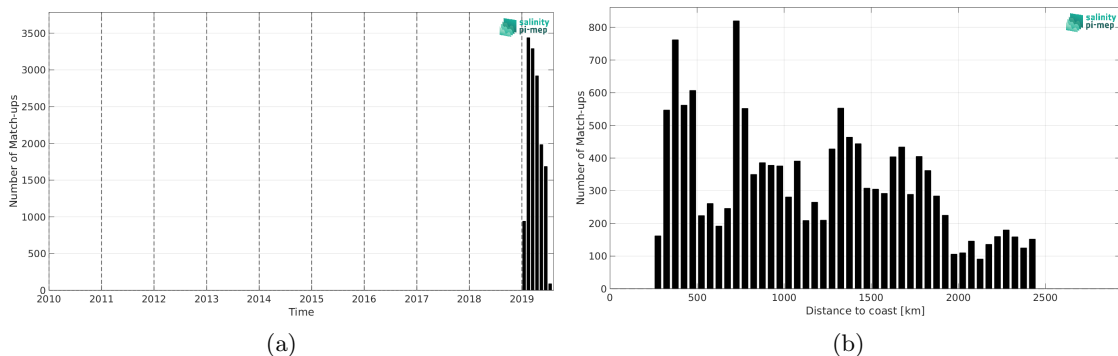 salinity
pi-mep
3500
3000
2500
2000
1500
1000
500
0
Number of Match-ups
2010 2011 2012 2013 2014 2015 2016 2017 2018 2019
Time
(a)
salinity
pi-mep
800
700
600
500
400
300
200
100
0
Number of Match-ups
0 500 1000 1500 2000 2500
Distance to coast [km]
(b)